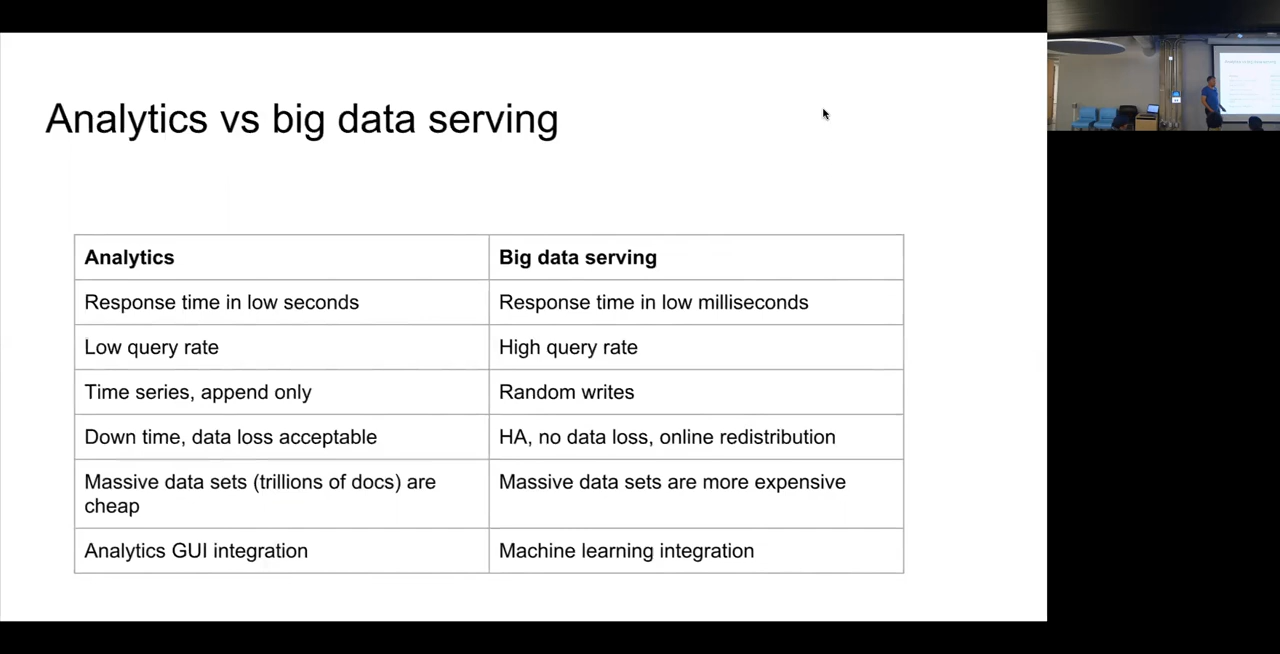 Analytics vs big data serving
Analytics
Big data serving
Response time in low seconds
Response time in low milliseconds
Low query rate
High query rate
Time series, append only
Random writes
Down time, data loss acceptable
HA, no data loss, online redistribution
Massive data sets (trillions of docs) are
cheap
Massive data sets are more expensive
Analytics GUI integration
Machine learning integration